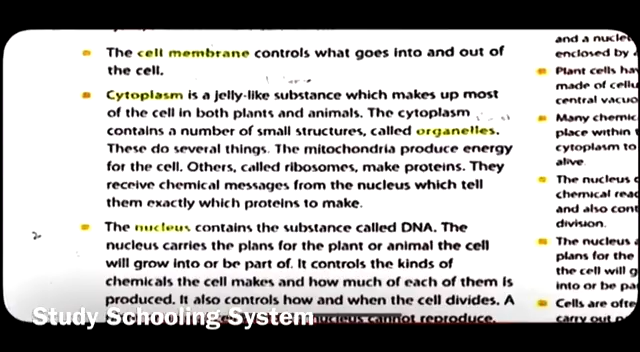 The cell membrane controls what goes into and out of
the cell.
Cytoplasm is a jelly-like substance which makes up most
of the cell in both plants and animals. The cytoplasm
contains a number of small structures, called organelles.
These do several things. The mitochondria produce energy
for the cell. Others, called ribosomes, make proteins. They
receive chemical messages from the nucleus which tell
them exactly which proteins to make.
The nucleus contains the substance called DNA. The
nucleus carries the plans for the plant or animal the cell
will grow into or be part of. It controls the kinds of
chemicals the cell makes and how much of each of them is
produced. It also controls how and when the cell divides. A
nucleus cannot reproduce.
and a nucle
enclosed by
Plant cells ha
made of cellu
central vacuo
Many chemic
place within
cytoplasm to
alive.
The nucleus
chemical reac
and also cont
division.
The nucleus
plans for the
the cell will g
into or be pa
Cells are ofte
carry out
Study Schooling System